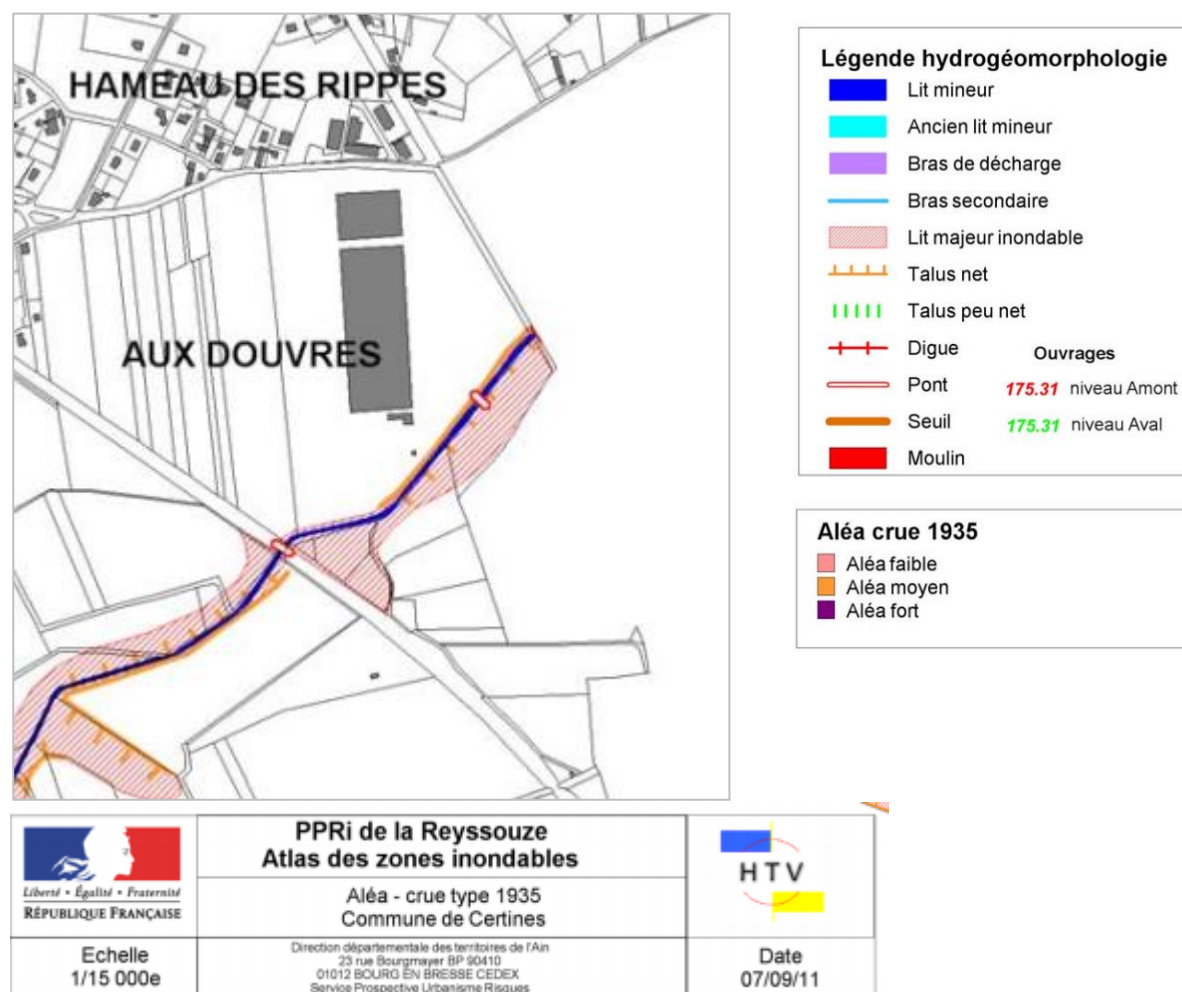 HAMEAU DES RIPPES
AUX DOUVRES
Légende hydrogéomorphologie
Lit mineur
Ancien lit mineur
Bras de décharge
Bras secondaire
Lit majeur inondable
Talus net
Talus peu net
Digue
Pont
Seuil
Moulin
Ouvrages
175.31 niveau Amont
175.31 niveau Aval
Aléa crue 1935
Aléa faible
Aléa moyen
Aléa fort
Liberté • Égalité • Fraternité
RÉPUBLIQUE FRANÇAISE
PPRi de la Reyssouze
Atlas des zones inondables
Aléa - crue type 1935
Commune de Certines
HTV
Echelle
1/15 000e
Direction départementale des territoires de l'Ain
23 rue Bourgmayer BP 90410
01012 BOURG EN BRESSE CEDEX
Service Prospective Urbanisme Risques
Date
07/09/11